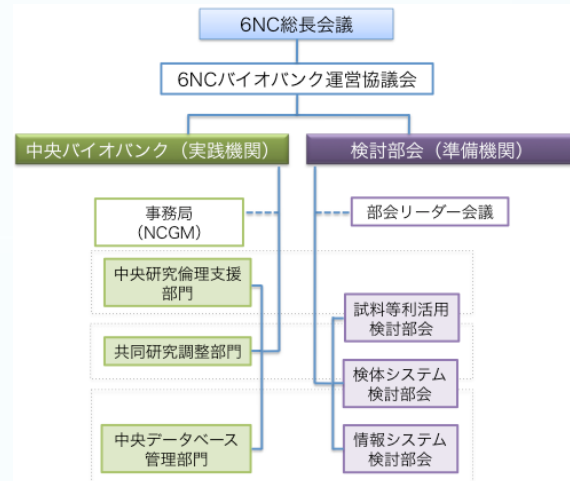 6NC総長会議
6NCバイオバンク運営協議会
中央バイオバンク（実践機関）
検討部会（準備機関）
事務局
（NCGM）
部会リーダー会議
中央研究倫理支援
部門
共同研究調整部門
中央データベース
管理部門
試料等利活用
検討部会
検体システム
検討部会
情報システム
検討部会